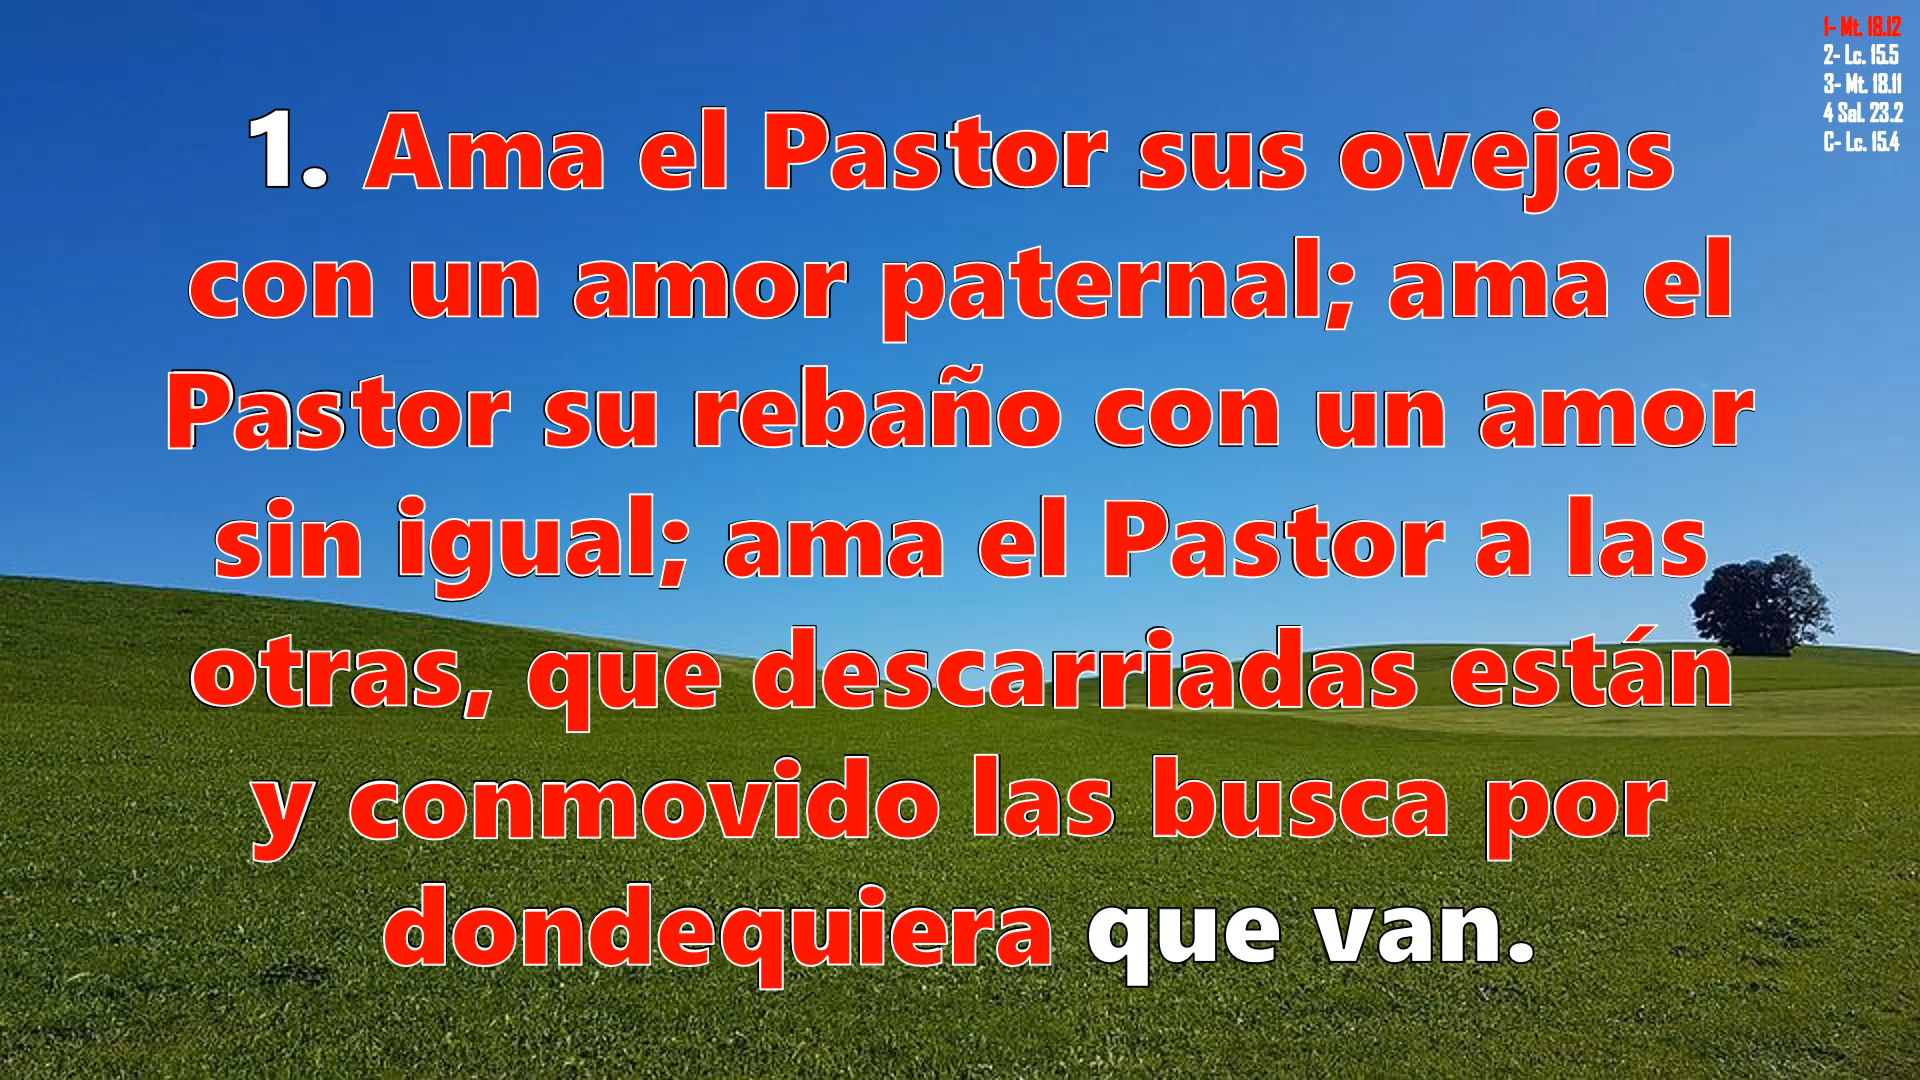 1- Mt. 18.12
2- Lc. 15.5
3- Mt. 18.11
4 Sal. 23.2
C- Lc. 15.4
1. Ama el Pastor sus ovejas
con un amor paternal; ama el
Pastor su rebaño con un amor
sin igual; ama el Pastor a las
otras, que descarriadas están
y conmovido las busca por
dondequiera que van.